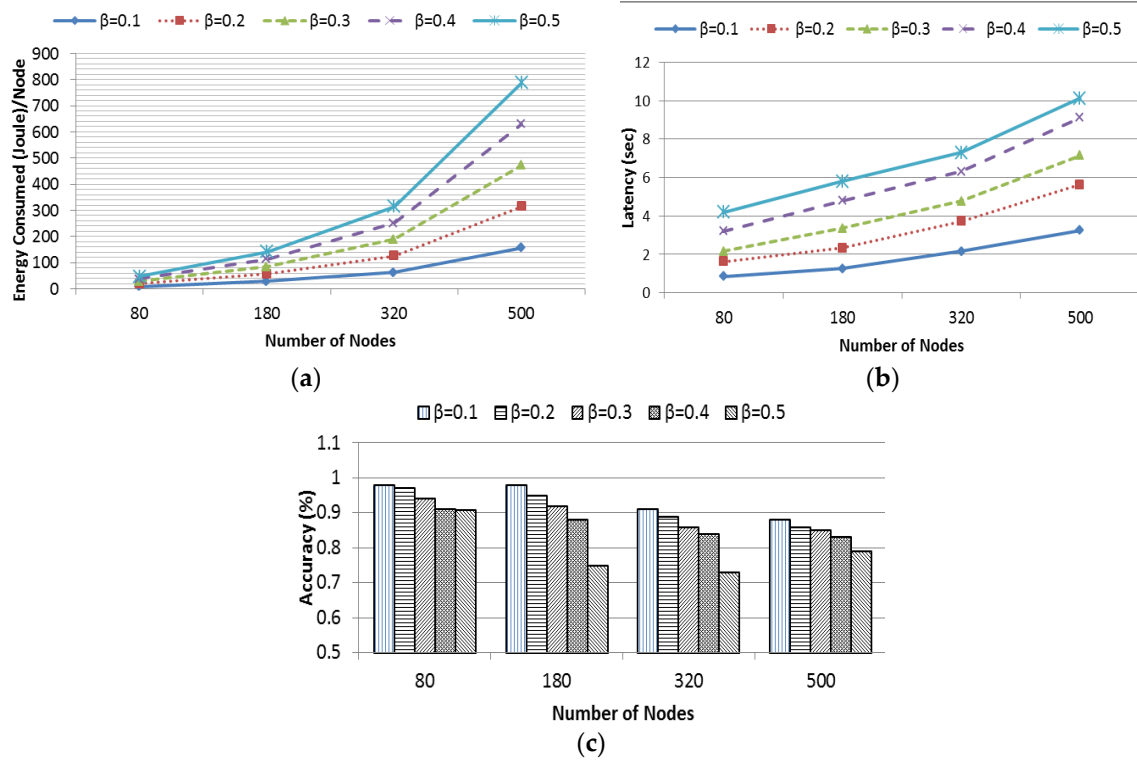 β=0.1 β=0.2 β=0.3 β=0.4 β=0.5
Energy Consumed (Joule)/Node
900
800
700
600
500
400
300
200
100
0
80 180 320 500
Number of Nodes
(a)
β=0.1 β=0.2 β=0.3 β=0.4 β=0.5
Latency (sec)
12
10
8
6
4
2
0
80 180 320 500
Number of Nodes
(b)
β=0.1 β=0.2 β=0.3 β=0.4 β=0.5
Accuracy (%)
1.1
1
0.9
0.8
0.7
0.6
0.5
80 180 320 500
Number of Nodes
(c)